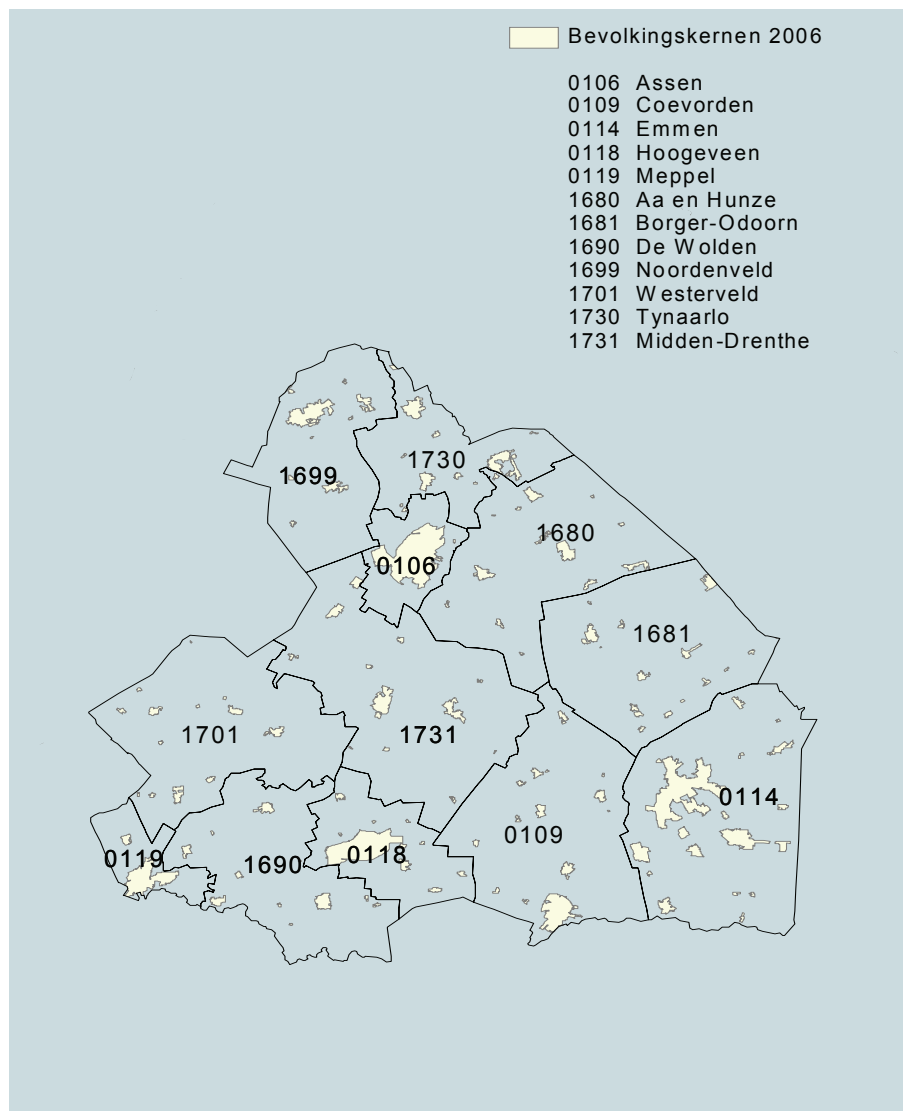 Bevolkingskernen 2006
0106 Assen
0109 Coevorden
0114 Emmen
0118 Hoogeveen
0119 Meppel
1680 Aa en Hunze
1681 Borger-Odoorn
1690 De Wolden
1699 Noordenveld
1701 Westerveld
1730 Tynaarlo
1731 Midden-Drenthe
1730
1699
1680
0106
1681
1701
1731
0114
0109
0119
1690
0118